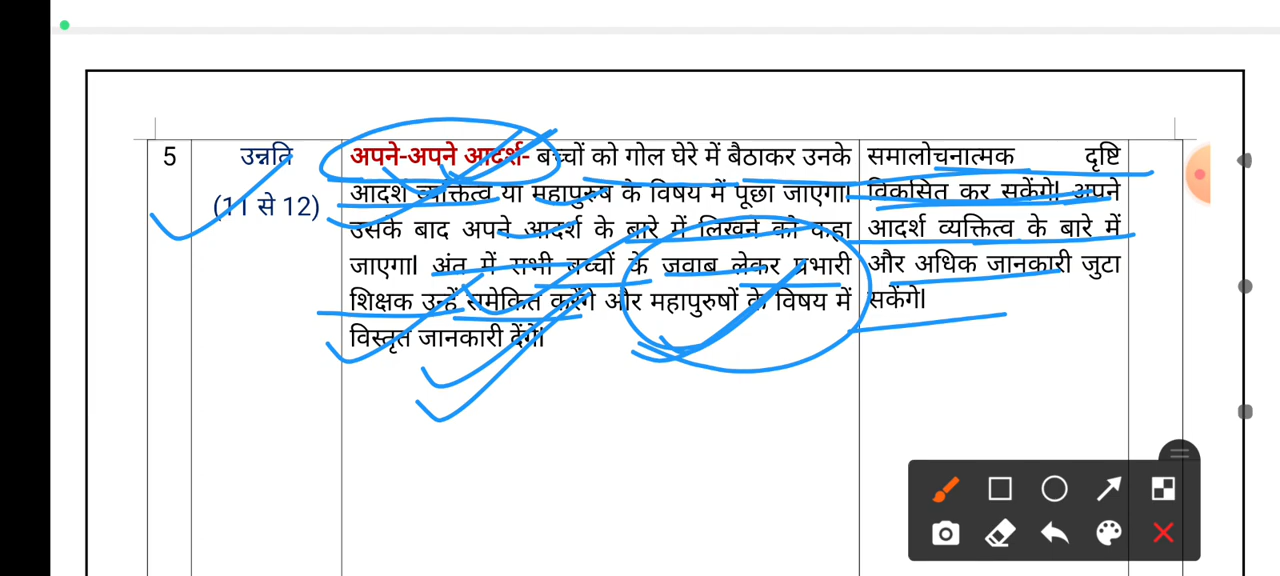 5
उन्नति
(11 से 12)
अपने-अपने आदर्श- बच्चों को गोल घेरे में बैठाकर उनके
आदर्श व्यक्तित्व या महापुरुष के विषय में पूछा जाएगा।
उसके बाद अपने आदर्श के बारे में लिखने को कहा
जाएगा। अंत में सभी बच्चों के जवाब लेकर प्रभारी
शिक्षक उन्हें समेकित करेंगे और महापुरुषों के विषय में
विस्तृत जानकारी देंगे।
समालोचनात्मक दृष्टि
विकसित कर सकेंगे। अपने
आदर्श व्यक्तित्व के बारे में
और अधिक जानकारी जुटा
सकेंगे।